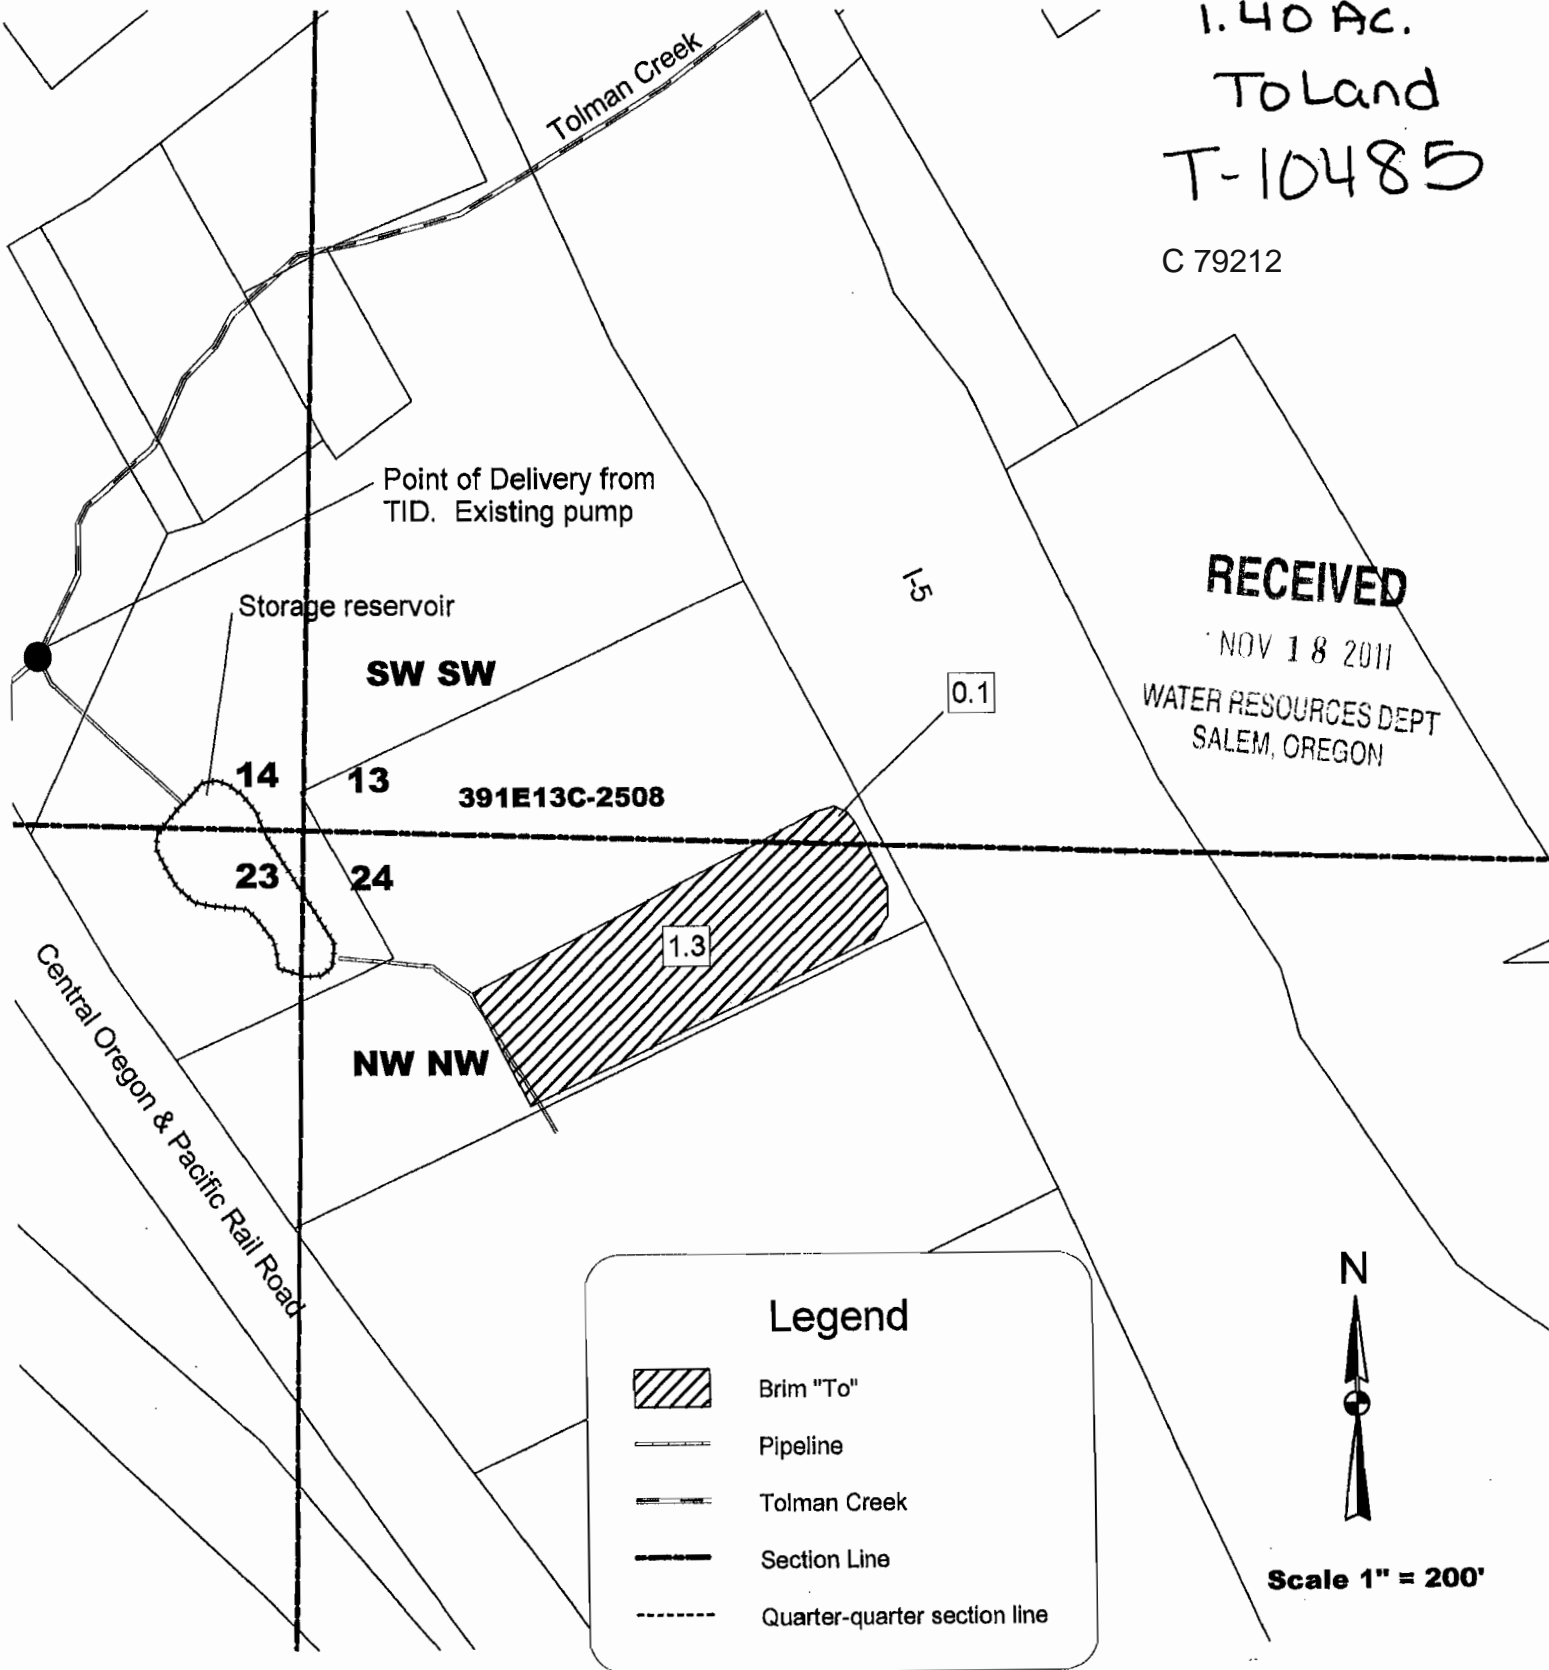 1.40 Ac.
To Land
T-10485
C 79212
Tolman Creek
Point of Delivery from
TID. Existing pump
Storage reservoir
SW SW
I-5
0.1
RECEIVED
NOV 18 2011
WATER RESOURCES DEPT
SALEM, OREGON
14
13
391E13C-2508
23
24
1.3
NW NW
Central Oregon & Pacific Rail Road
Legend
Brim "To"
Pipeline
Tolman Creek
Section Line
Quarter-quarter section line
N
Scale 1" = 200'